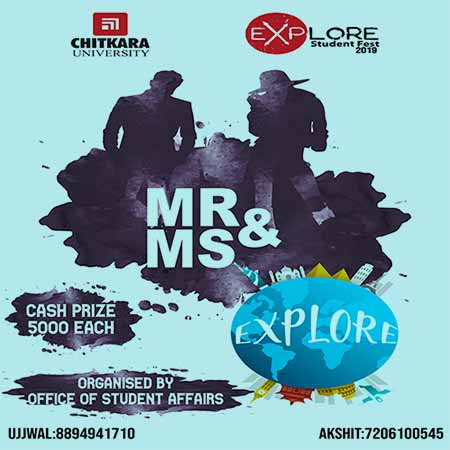 CHITKARA
UNIVERSITY
EXPLORE
Student Fest
2019
MR &
MS
CASH PRIZE
5000 EACH
EXPLORE
ORGANISED BY
OFFICE OF STUDENT AFFAIRS
UJJWAL:8894941710
AKSHIT:7206100545